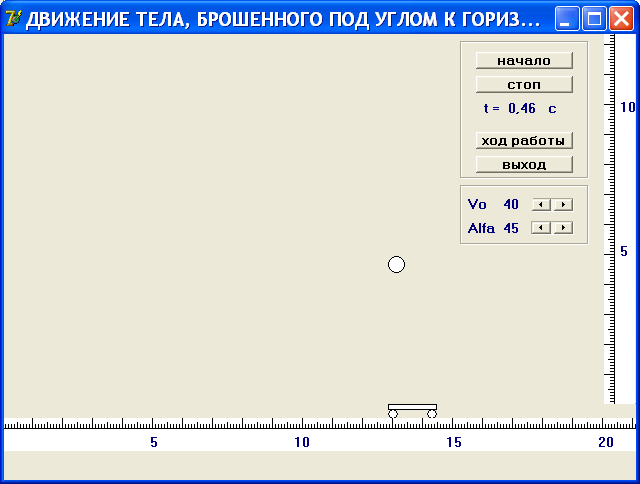 ДВИЖЕНИЕ ТЕЛА, БРОШЕННОГО ПОД УГЛОМ К ГОРИЗ...
начало
стоп
t = 0,46 с
ход работы
выход
Vo 40
Alfa 45
10
5
5 10 15 20